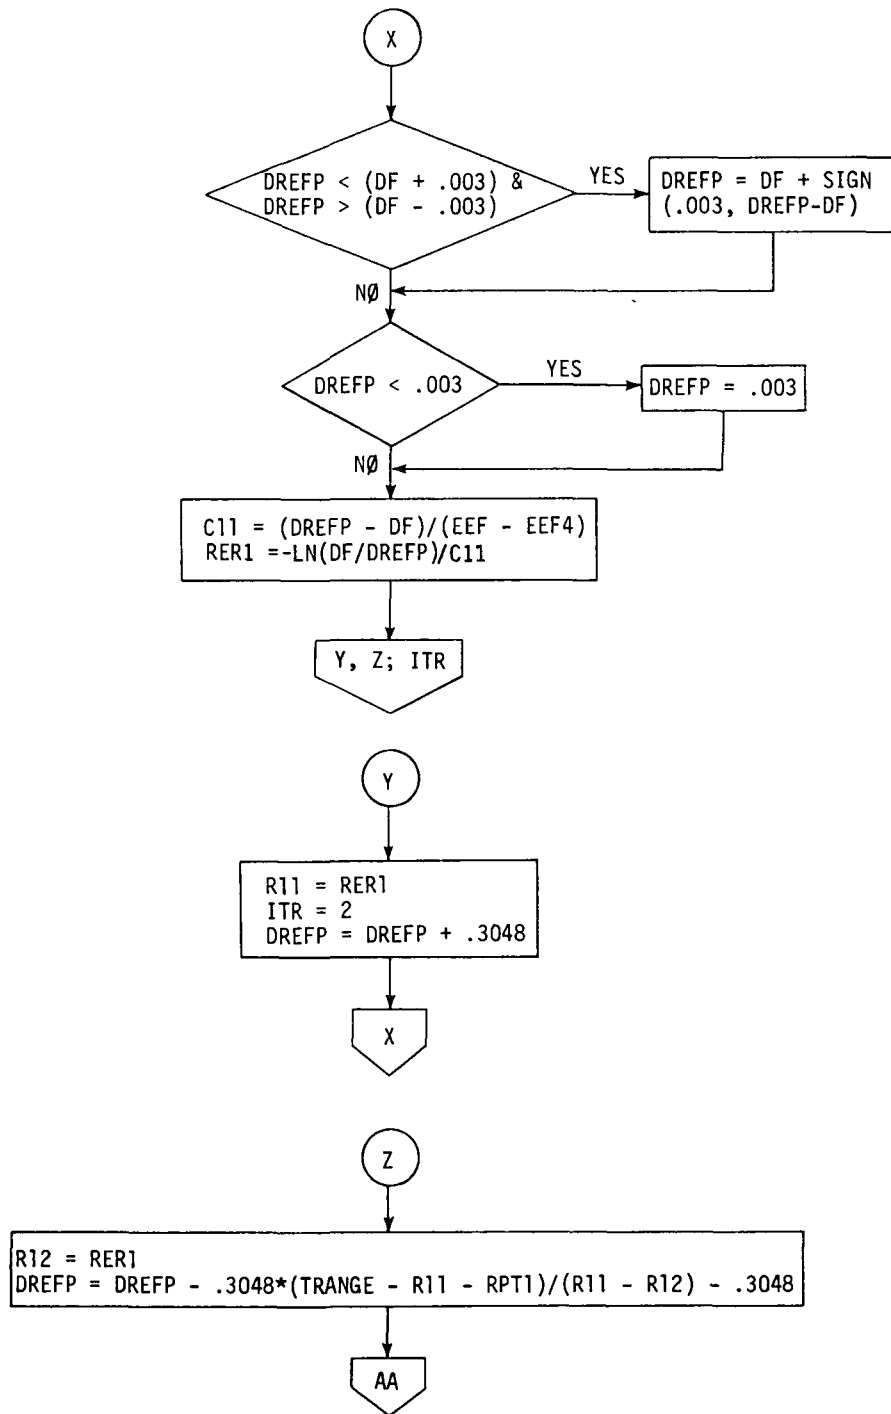 X
DREFP < (DF + .003) &
DREFP > (DF - .003)
YES
DREFP = DF + SIGN
(.003, DREFP-DF)
NØ
DREFP < .003
YES
DREFP = .003
NØ
C11 = (DREFP - DF)/(EEF - EEF4)
RER1 =-LN(DF/DREFP)/C11
Y, Z; ITR
Y
R11 = RER1
ITR = 2
DREFP = DREFP + .3048
X
Z
R12 = RER1
DREFP = DREFP - .3048*(TRANGE - R11 - RPT1)/(R11 - R12) - .3048
AA